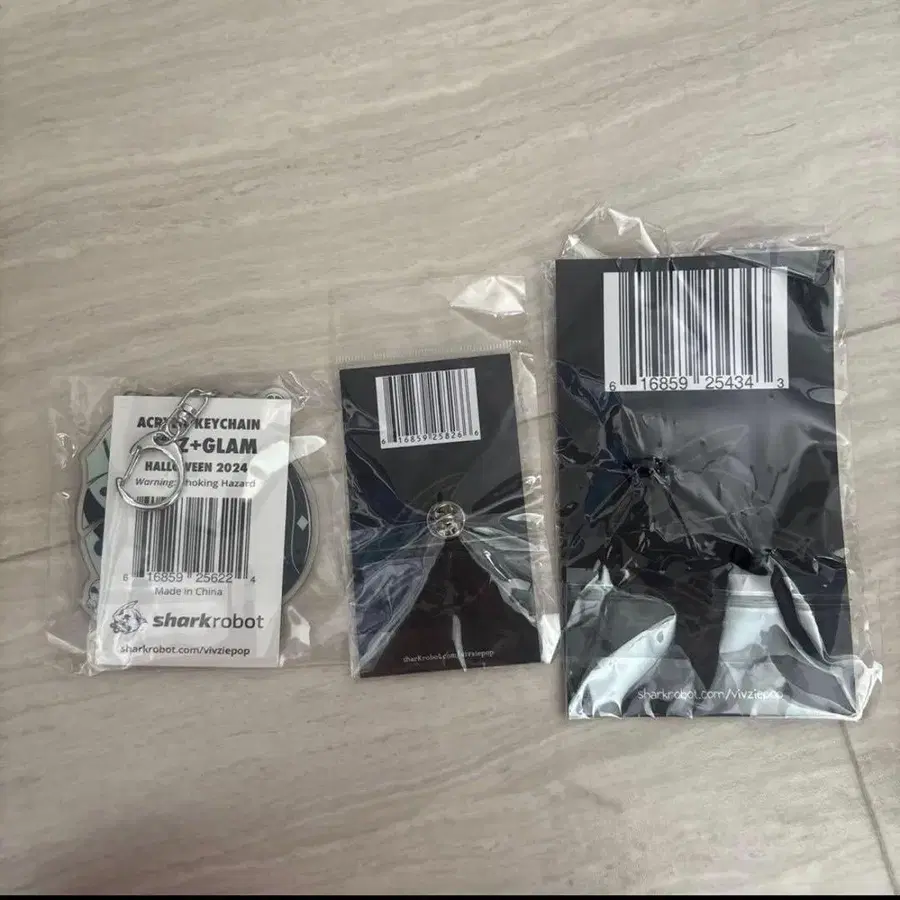 ACRYLIC KEYCHAIN
Z+GLAM
HALLOWEEN 2024
Warning: Choking Hazard
6 16859 25622 4
Made in China
sharkrobot
sharkrobot.com/vivziepop
6 16859 25826 6
sharkrobot.com/vivziepop
6 16859 25434 3
sharkrobot.com/vivziepop